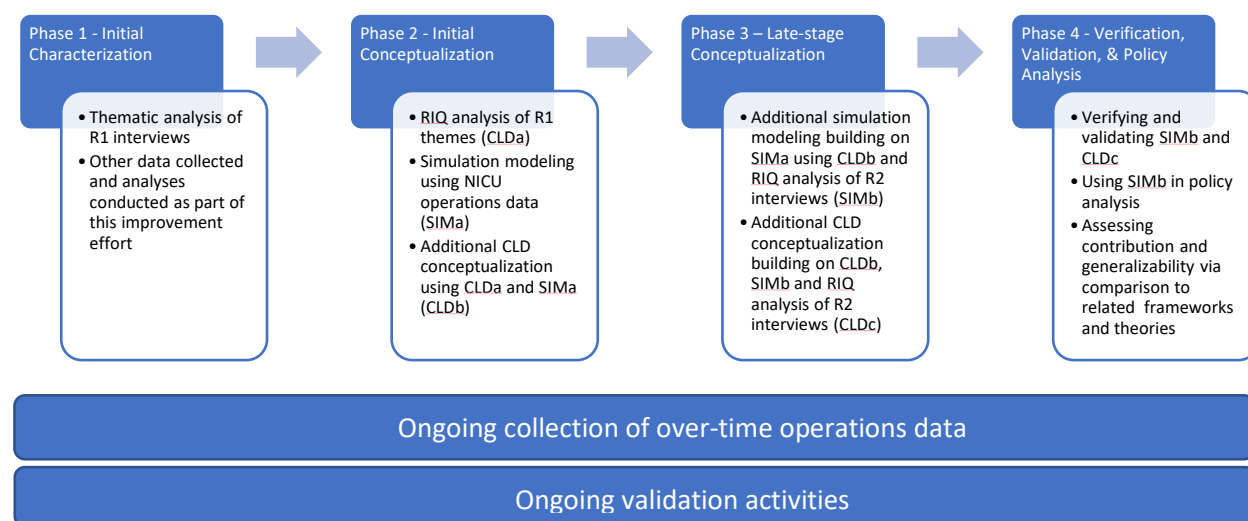 Phase 1 - Initial
Characterization
• Thematic analysis of
R1 interviews
• Other data collected
and analyses
conducted as part of
this improvement
effort
Phase 2 - Initial
Conceptualization
• RIQ analysis of R1
themes (CLDa)
• Simulation modeling
using NICU
operations data
(SIMa)
• Additional CLD
conceptualization
using CLDa and SIMa
(CLDb)
Phase 3 – Late-stage
Conceptualization
• Additional simulation
modeling building on
SIMa using CLDb and
RIQ analysis of R2
interviews (SIMb)
• Additional CLD
conceptualization
building on CLDb,
SIMb and RIQ
analysis of R2
interviews (CLDc)
Phase 4 - Verification,
Validation, & Policy
Analysis
• Verifying and
validating SIMb and
CLDc
• Using SIMb in policy
analysis
• Assessing
contribution and
generalizability via
comparison to
related frameworks
and theories
Ongoing collection of over-time operations data
Ongoing validation activities